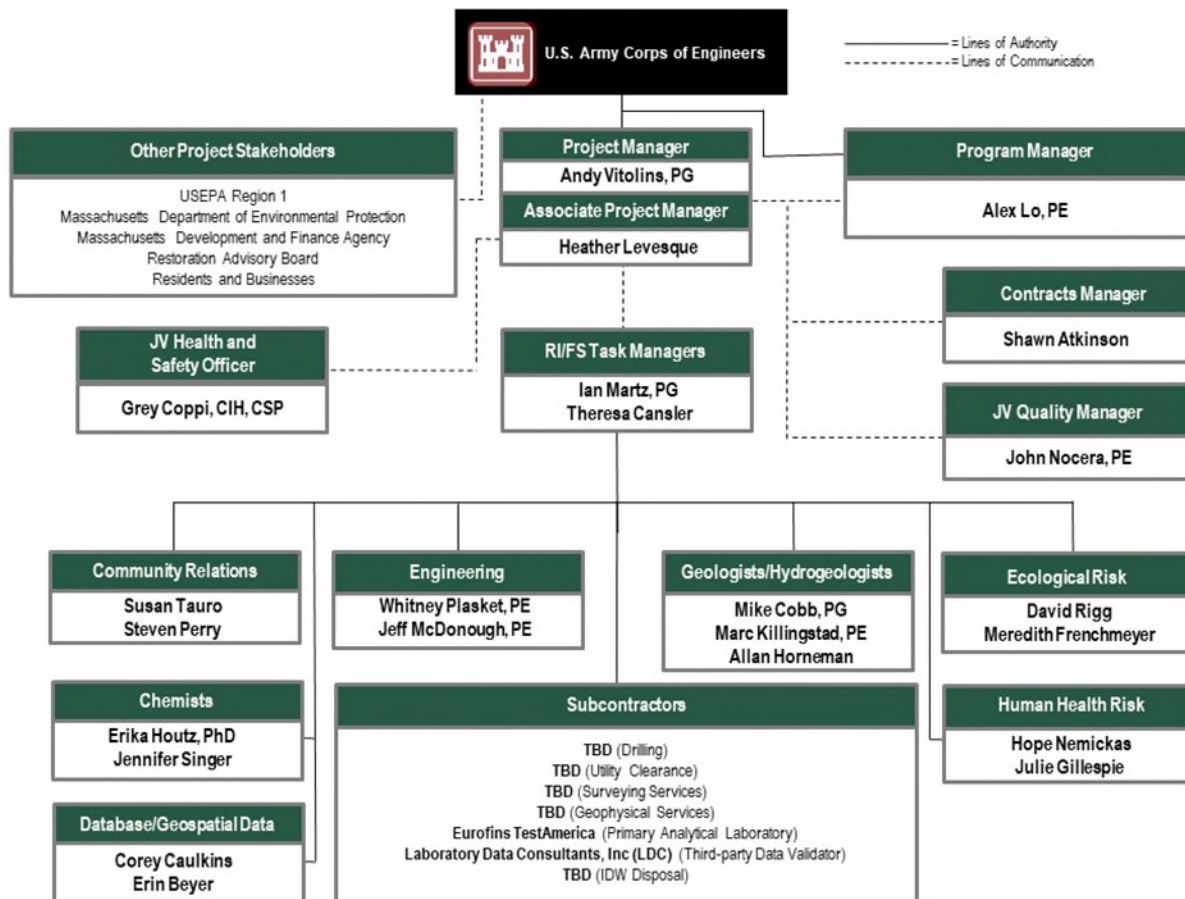 U.S. Army Corps of Engineers
= Lines of Authority
= Lines of Communication
Other Project Stakeholders
USEPA Region 1
Massachusetts Department of Environmental Protection
Massachusetts Development and Finance Agency
Restoration Advisory Board
Residents and Businesses
Project Manager
Andy Vitolins, PG
Associate Project Manager
Heather Levesque
Program Manager
Alex Lo, PE
Contracts Manager
Shawn Atkinson
JV Health and
Safety Officer
Grey Coppi, CIH, CSP
RI/FS Task Managers
Ian Martz, PG
Theresa Cansler
JV Quality Manager
John Nocera, PE
Community Relations
Susan Tauro
Steven Perry
Engineering
Whitney Plasket, PE
Jeff McDonough, PE
Geologists/Hydrogeologists
Mike Cobb, PG
Marc Killingstad, PE
Allan Horneman
Ecological Risk
David Rigg
Meredith Frenchmeyer
Chemists
Erika Houtz, PhD
Jennifer Singer
Subcontractors
TBD (Drilling)
TBD (Utility Clearance)
TBD (Surveying Services)
TBD (Geophysical Services)
Eurofins TestAmerica (Primary Analytical Laboratory)
Laboratory Data Consultants, Inc (LDC) (Third-party Data Validator)
TBD (IDW Disposal)
Human Health Risk
Hope Nemickas
Julie Gillespie
Database/Geospatial Data
Corey Caulkins
Erin Beyer